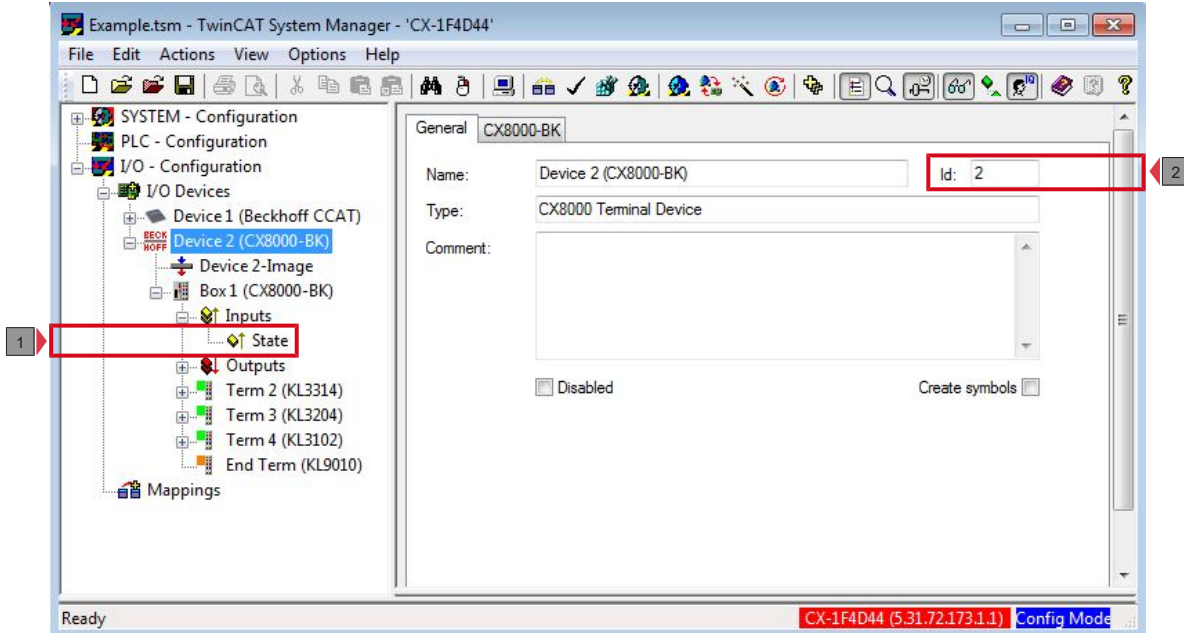 Example.tsm - TwinCAT System Manager - 'CX-1F4D44'
File Edit Actions View Options Help
SYSTEM - Configuration
PLC - Configuration
I/O - Configuration
I/O Devices
Device 1 (Beckhoff CCAT)
BECK
HOFF
Device 2 (CX8000-BK)
Device 2-Image
Box 1 (CX8000-BK)
Inputs
1
State
Outputs
Term 2 (KL3314)
Term 3 (KL3204)
Term 4 (KL3102)
End Term (KL9010)
Mappings
General CX8000-BK
Name: Device 2 (CX8000-BK) Id: 2
2
Type: CX8000 Terminal Device
Comment:
Disabled Create symbols
Ready CX-1F4D44 (5.31.72.173.1.1) Config Mode